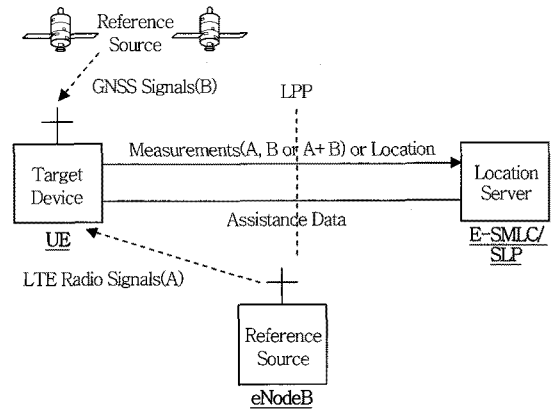 Reference
Source
GNSS Signals(B)
LPP
Measurements(A, B or A+B) or Location
Target
Device
Location
Server
Assistance Data
UE
E-SMLC/
SLP
LTE Radio Signals(A)
Reference
Source
eNodeB